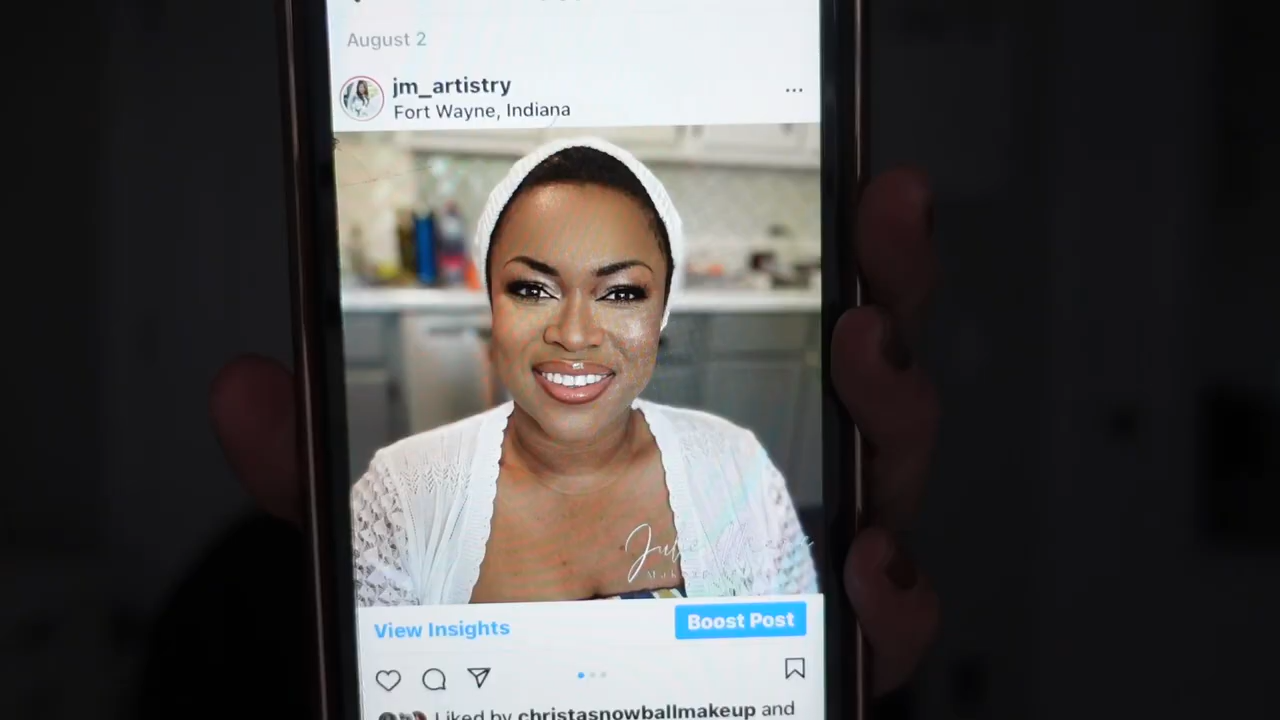 August 2
jm_artistry
Fort Wayne, Indiana
View Insights
Boost Post
Liked by christasnowballmakeup and